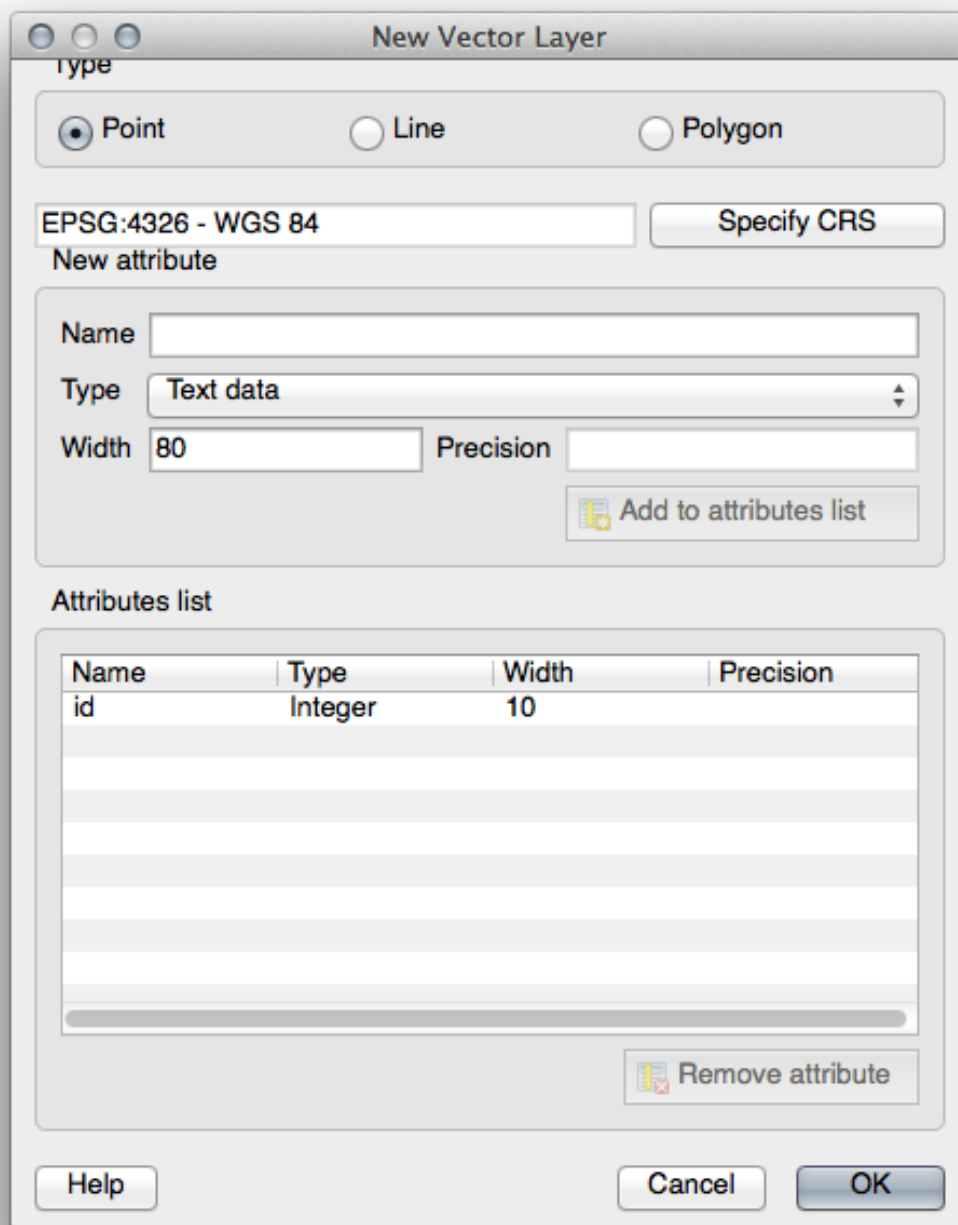 New Vector Layer
Type
Point Line Polygon
EPSG:4326 - WGS 84 Specify CRS
New attribute
Name
Type Text data
Width 80 Precision
Add to attributes list
Attributes list
Name Type Width Precision
id Integer 10
Remove attribute
Help Cancel OK